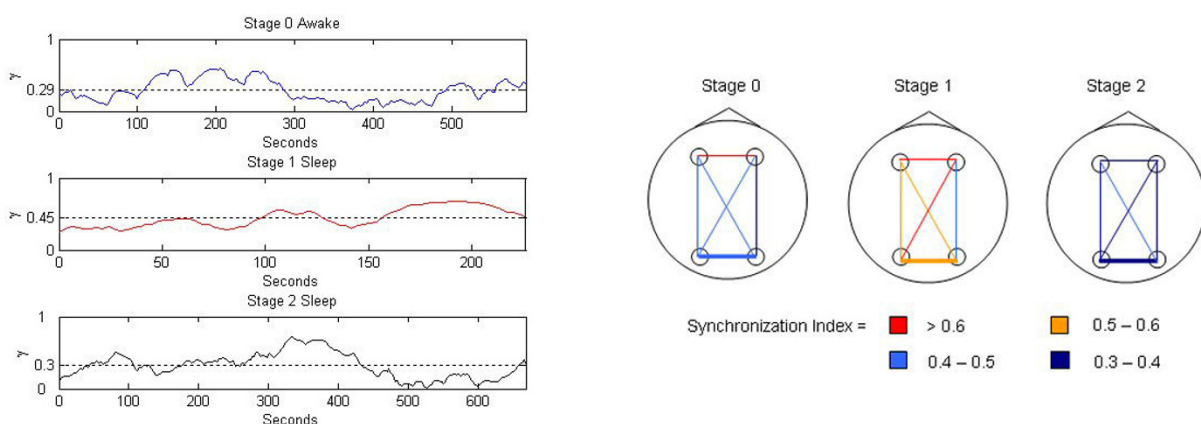 Stage 0 Awake
1
γ
0.29
0
0 100 200 300 400 500
Seconds
Stage 1 Sleep
1
γ
0.45
0
0 50 100 150 200
Seconds
Stage 2 Sleep
1
γ
0.3
0
0 100 200 300 400 500 600
Seconds
Stage 0 Stage 1 Stage 2
Synchronization Index = > 0.6 0.5 – 0.6
0.4 – 0.5 0.3 – 0.4